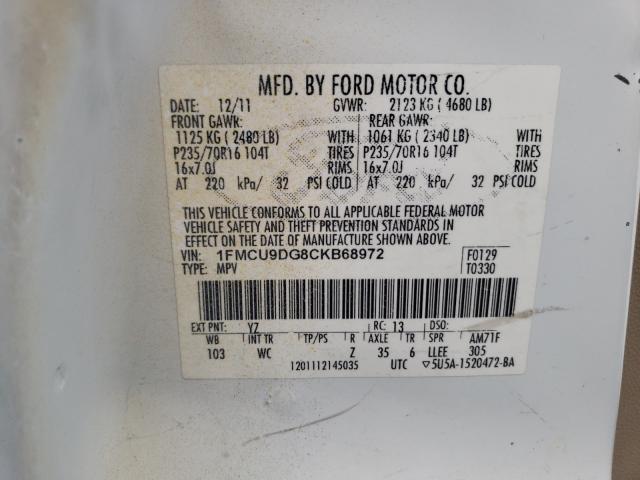 MFD. BY FORD MOTOR CO.
DATE: 12/11 GVWR: 2123 KG ( 4680 LB)
FRONT GAWR: REAR GAWR:
1125 KG ( 2480 LB) WITH 1061 KG ( 2340 LB) WITH
P235/70R16 104T TIRES P235/70R16 104T TIRES
16x7.0J RIMS 16x7.0J RIMS
AT 220 kPa/ 32 PSI COLD AT 220 kPa/ 32 PSI COLD
THIS VEHICLE CONFORMS TO ALL APPLICABLE FEDERAL MOTOR
VEHICLE SAFETY AND THEFT PREVENTION STANDARDS IN
EFFECT ON THE DATE OF MANUFACTURE SHOWN ABOVE.
VIN: 1FMCU9DG8CKB68972 F0129
TYPE: MPV T0330
EXT PNT: YZ RC: 13 DSO:
WB INT TR TP/PS R AXLE TR SPR AM71F
103 WC Z 35 6 LLEE 305
1201112145035 UTC ▽5U5A-1520472-BA